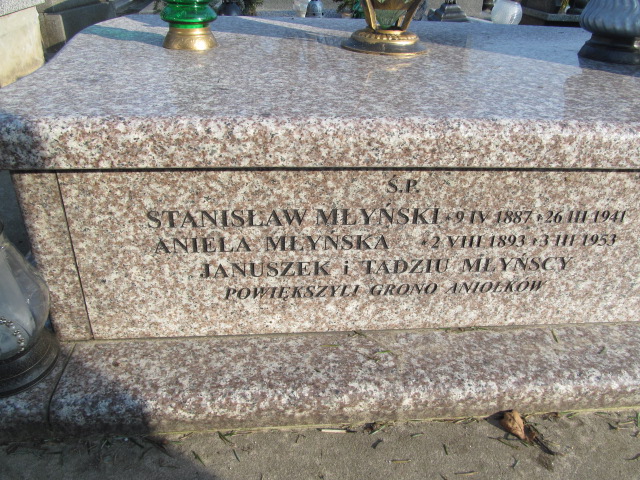 Ś.P.
STANISŁAW MŁYŃSKI *9 IV 1887 +26 III 1941
ANIELA MŁYŃSKA *2 VIII 1893 +3 III 1953
JANUSZEK i TADZIU MŁYŃSCY
POWIĘKSZYLI GRONO ANIOŁKÓW